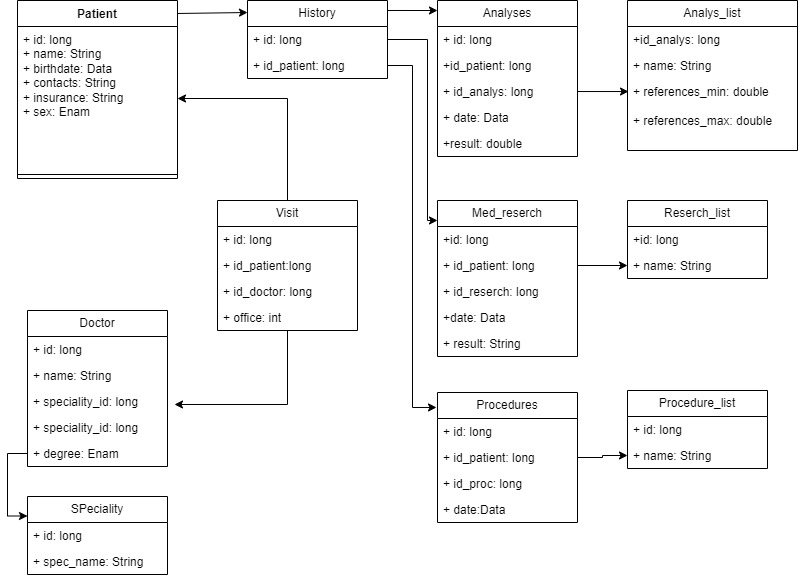 Patient
+ id: long
+ name: String
+ birthdate: Data
+ contacts: String
+ insurance: String
+ sex: Enam
History
+ id: long
+ id_patient: long
Analyses
+ id: long
+id_patient: long
+ id_analys: long
+ date: Data
+result: double
Analys_list
+id_analys: long
+ name: String
+ references_min: double
+ references_max: double
Visit
+ id: long
+ id_patient:long
+ id_doctor: long
+ office: int
Med_reserch
+id: long
+ id_patient: long
+ id_reserch: long
+date: Data
+ result: String
Reserch_list
+id: long
+ name: String
Doctor
+ id: long
+ name: String
+ speciality_id: long
+ speciality_id: long
+ degree: Enam
Procedures
+ id: long
+ id_patient: long
+ id_proc: long
+ date:Data
Procedure_list
+ id: long
+ name: String
SPeciality
+ id: long
+ spec_name: String